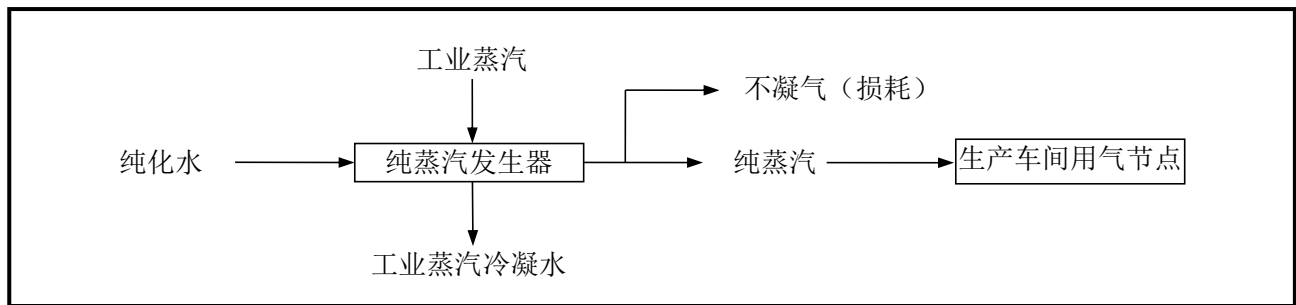 工业蒸汽
不凝气（损耗）
纯化水
纯蒸汽发生器
纯蒸汽
生产车间用气节点
工业蒸汽冷凝水